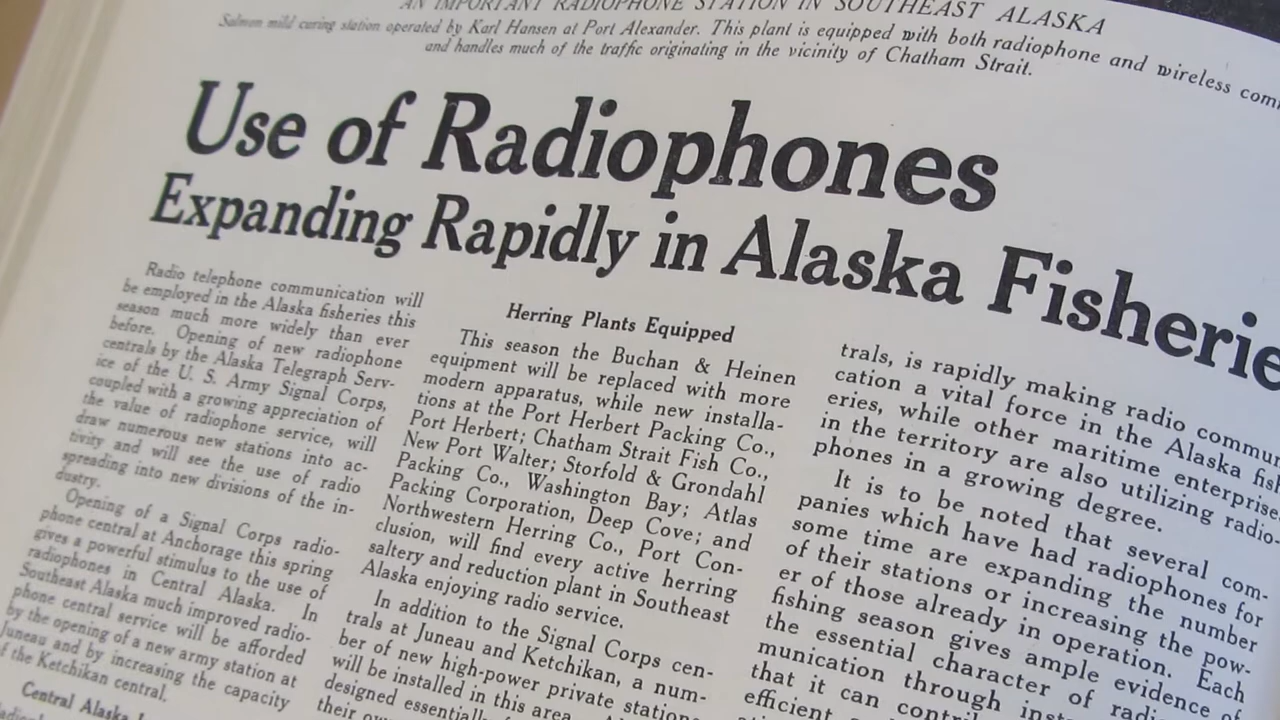 AN IMPORTANT RADIOPHONE STATION IN SOUTHEAST ALASKA
Salmon mild curing station operated by Karl Hansen at Port Alexander. This plant is equipped with both radiophone and wireless
and handles much of the traffic originating in the vicinity of Chatham Strait.
Use of Radiophones
Expanding Rapidly in Alaska Fisherie
Radio telephone communication will
be employed in the Alaska fisheries this
season much more widely than ever
before. Opening of new radiophone
centrals by the Alaska Telegraph Serv-
ice of the U. S. Army Signal Corps,
coupled with a growing appreciation of
the value of radiophone service, will
draw numerous new stations into ac-
tivity and will see the use of radio
spreading into new divisions of the in-
dustry.
Opening of a Signal Corps radio-
phone central at Anchorage this spring
gives a powerful stimulus to the use of
radiophones in Central Alaska. In
Southeast Alaska much improved radio-
phone central service will be afforded
by the opening of a new army station at
Juneau and by increasing the capacity
of the Ketchikan central.
Central Alaska
Herring Plants Equipped
This season the Buchan & Heinen
equipment will be replaced with more
modern apparatus, while new installa-
tions at the Port Herbert Packing Co.,
Port Herbert; Chatham Strait Fish Co.,
New Port Walter; Storfold & Grondahl
Packing Co., Washington Bay; Atlas
Packing Corporation, Deep Cove; and
Northwestern Herring Co., Port Con-
clusion, will find every active herring
saltery and reduction plant in Southeast
Alaska enjoying radio service.
In addition to the Signal Corps cen-
trals at Juneau and Ketchikan, a num-
ber of new high-power private stations
will be installed in this area.
designed essentially
their
trals, is rapidly making radio commun
cation a vital force in the Alaska fish
eries, while other maritime enterprise
in the territory are also utilizing radio-
phones in a growing degree.
It is to be noted that several com-
panies which have had radiophones for
some time are expanding the number
of their stations or increasing the pow-
er of those already in operation. Each
fishing season gives ample evidence of
the essential character of
munication through
that it can
efficient